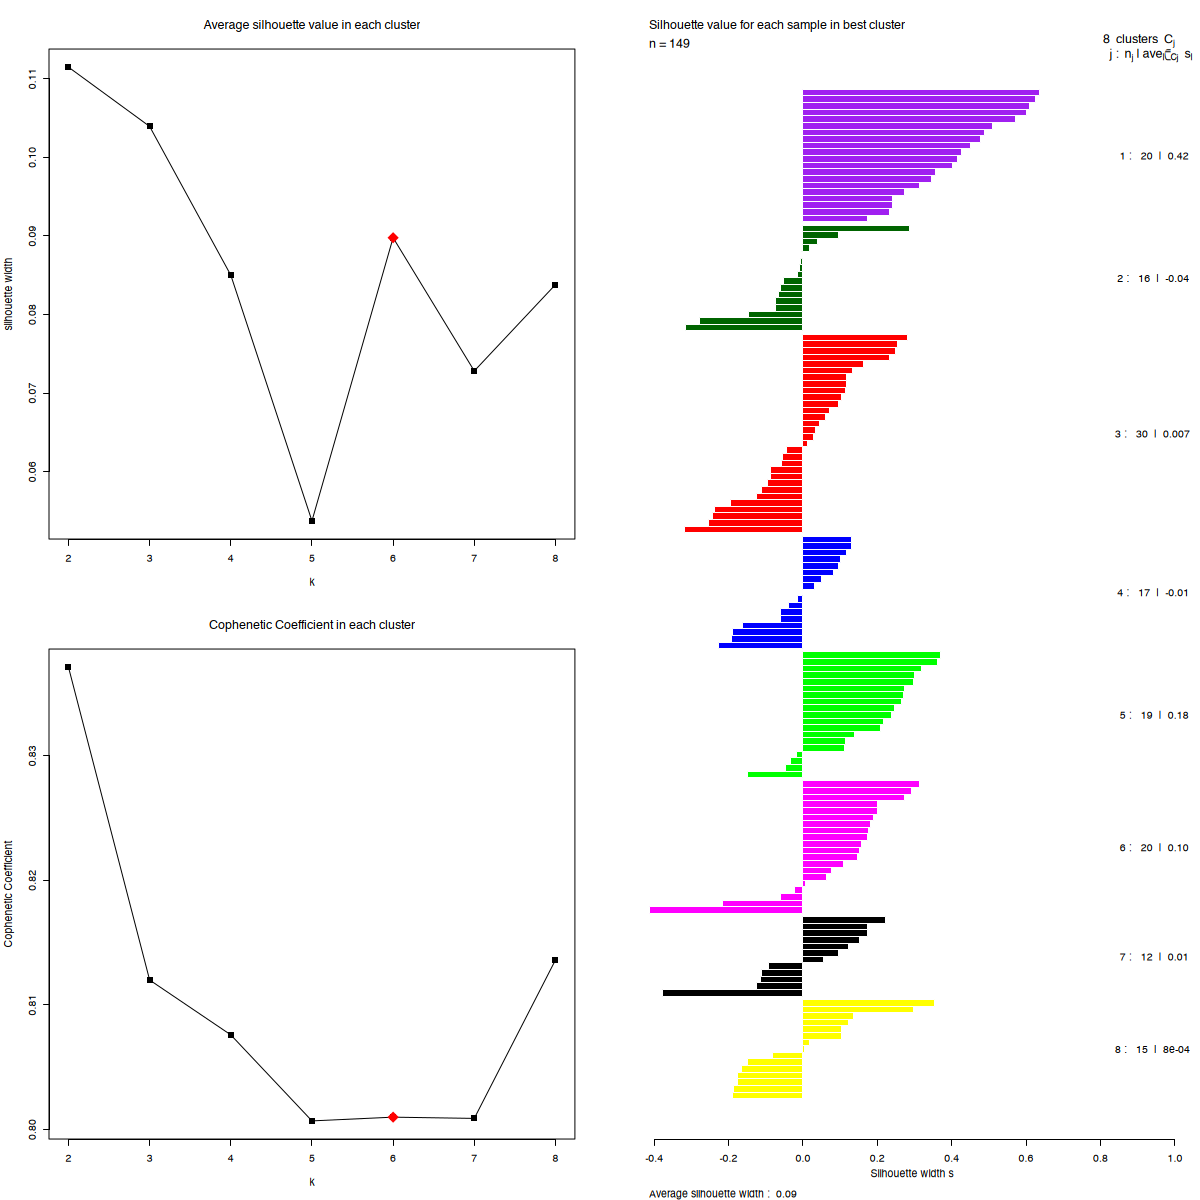 Average silhouette value in each cluster
silhouette width
0.11
0.10
0.09
0.08
0.07
0.06
2 3 4 5 6 7 8
k
Cophenetic Coefficient in each cluster
Cophenetic Coefficient
0.83
0.82
0.81
0.80
2 3 4 5 6 7 8
k
Silhouette value for each sample in best cluster
n = 149
8 clusters Cj
j : nj | avei∈Cj si
1 : 20 | 0.42
2 : 16 | -0.04
3 : 30 | 0.007
4 : 17 | -0.01
5 : 19 | 0.18
6 : 20 | 0.10
7 : 12 | 0.01
8 : 15 | 8e-04
-0.4 -0.2 0.0 0.2 0.4 0.6 0.8 1.0
Silhouette width s
Average silhouette width : 0.09